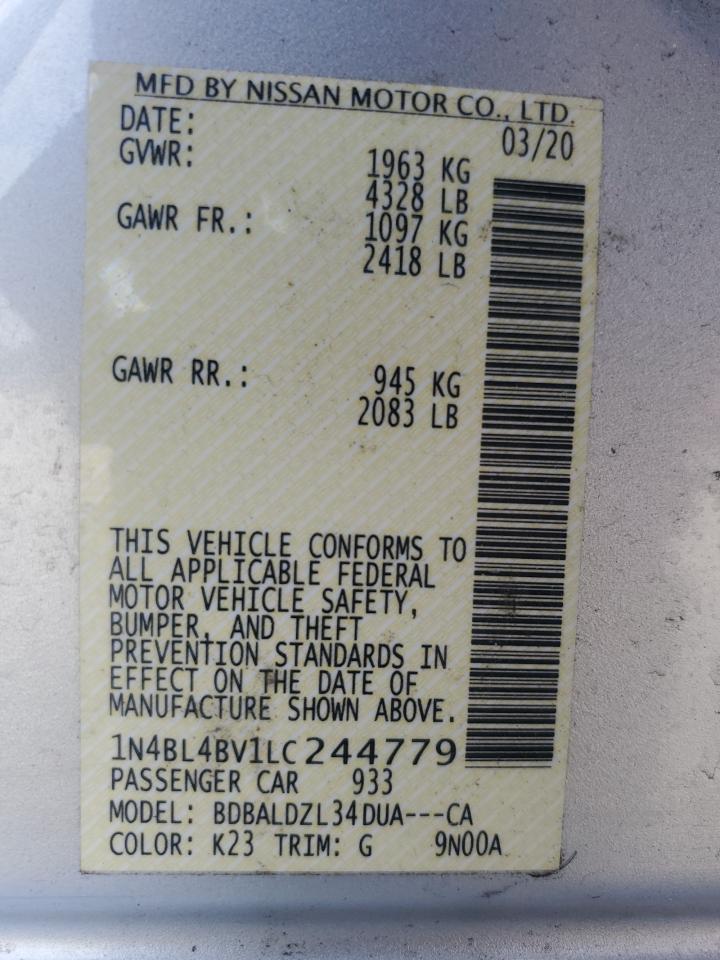 MFD BY NISSAN MOTOR CO., LTD.
DATE: 03/20
GVWR: 1963 KG
4328 LB
GAWR FR.: 1097 KG
2418 LB
GAWR RR.: 945 KG
2083 LB
THIS VEHICLE CONFORMS TO
ALL APPLICABLE FEDERAL
MOTOR VEHICLE SAFETY,
BUMPER, AND THEFT
PREVENTION STANDARDS IN
EFFECT ON THE DATE OF
MANUFACTURE SHOWN ABOVE.
1N4BL4BV1LC244779
PASSENGER CAR 933
MODEL: BDBALDZL34DUA---CA
COLOR: K23 TRIM: G 9N00A